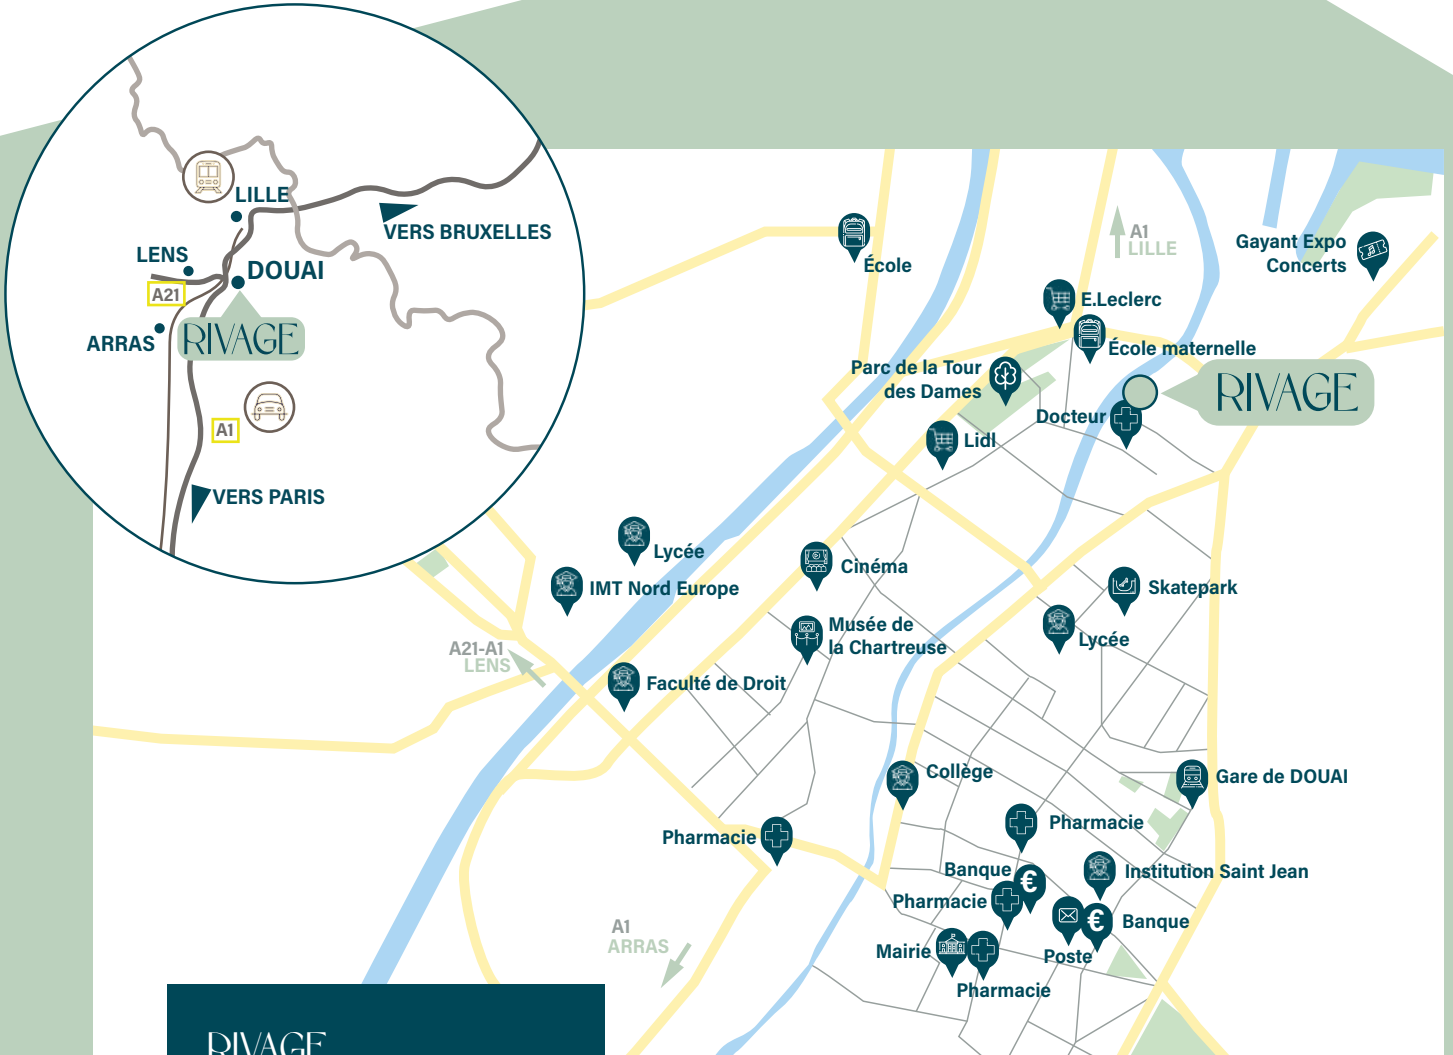 LILLE
VERS BRUXELLES
LENS
DOUAI
A21
RIVAGE
ARRAS
A1
VERS PARIS
École
A1
LILLE
Gayant Expo
Concerts
E.Leclerc
École maternelle
Parc de la Tour
des Dames
RIVAGE
Docteur
Lidl
Lycée
Cinéma
IMT Nord Europe
Skatepark
Musée de
la Chartreuse
Lycée
A21-A1
LENS
Faculté de Droit
Collège
Gare de DOUAI
Pharmacie
Pharmacie
Banque
€
Institution Saint Jean
Pharmacie
€
Banque
Mairie
Poste
Pharmacie
A1
ARRAS
RIVAGE